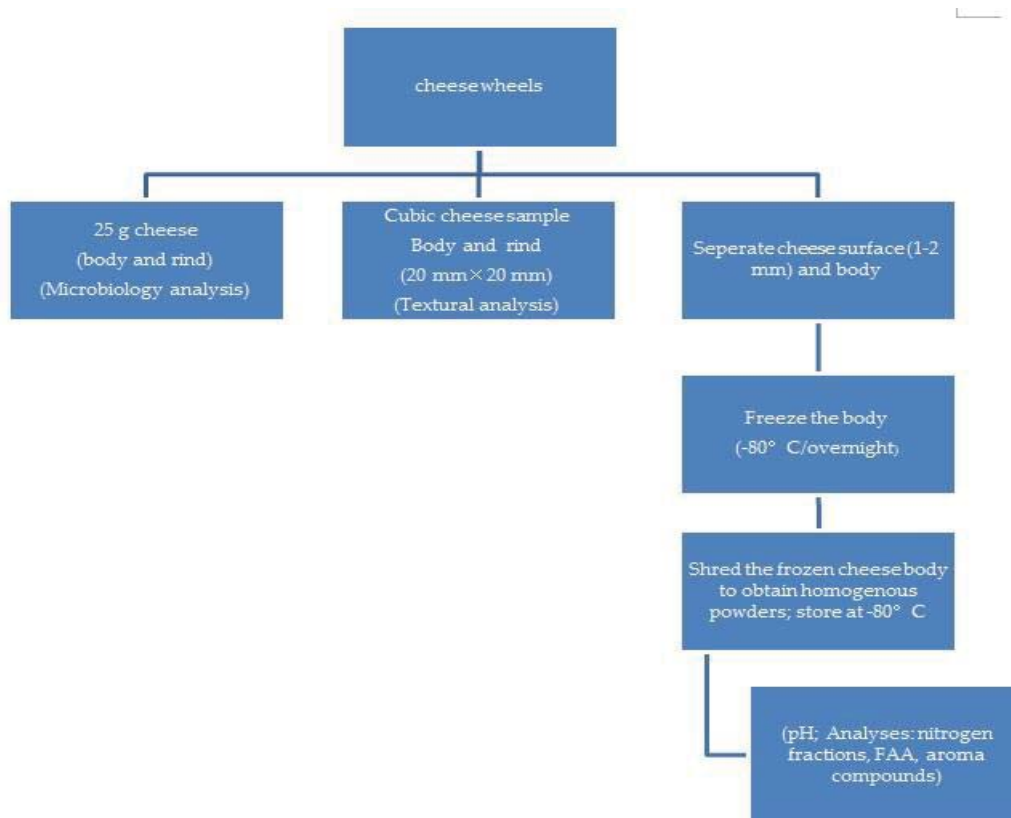 cheese wheels
25 g cheese
(body and rind)
(Microbiology analysis)
Cubic cheese sample
Body and rind
(20 mm×20 mm)
(Textural analysis)
Seperate cheese surface (1-2
mm) and body
Freeze the body
(-80° C/overnight)
Shred the frozen cheese body
to obtain homogenous
powders; store at -80° C
(pH; Analyses: nitrogen
fractions, FAA, aroma
compounds)